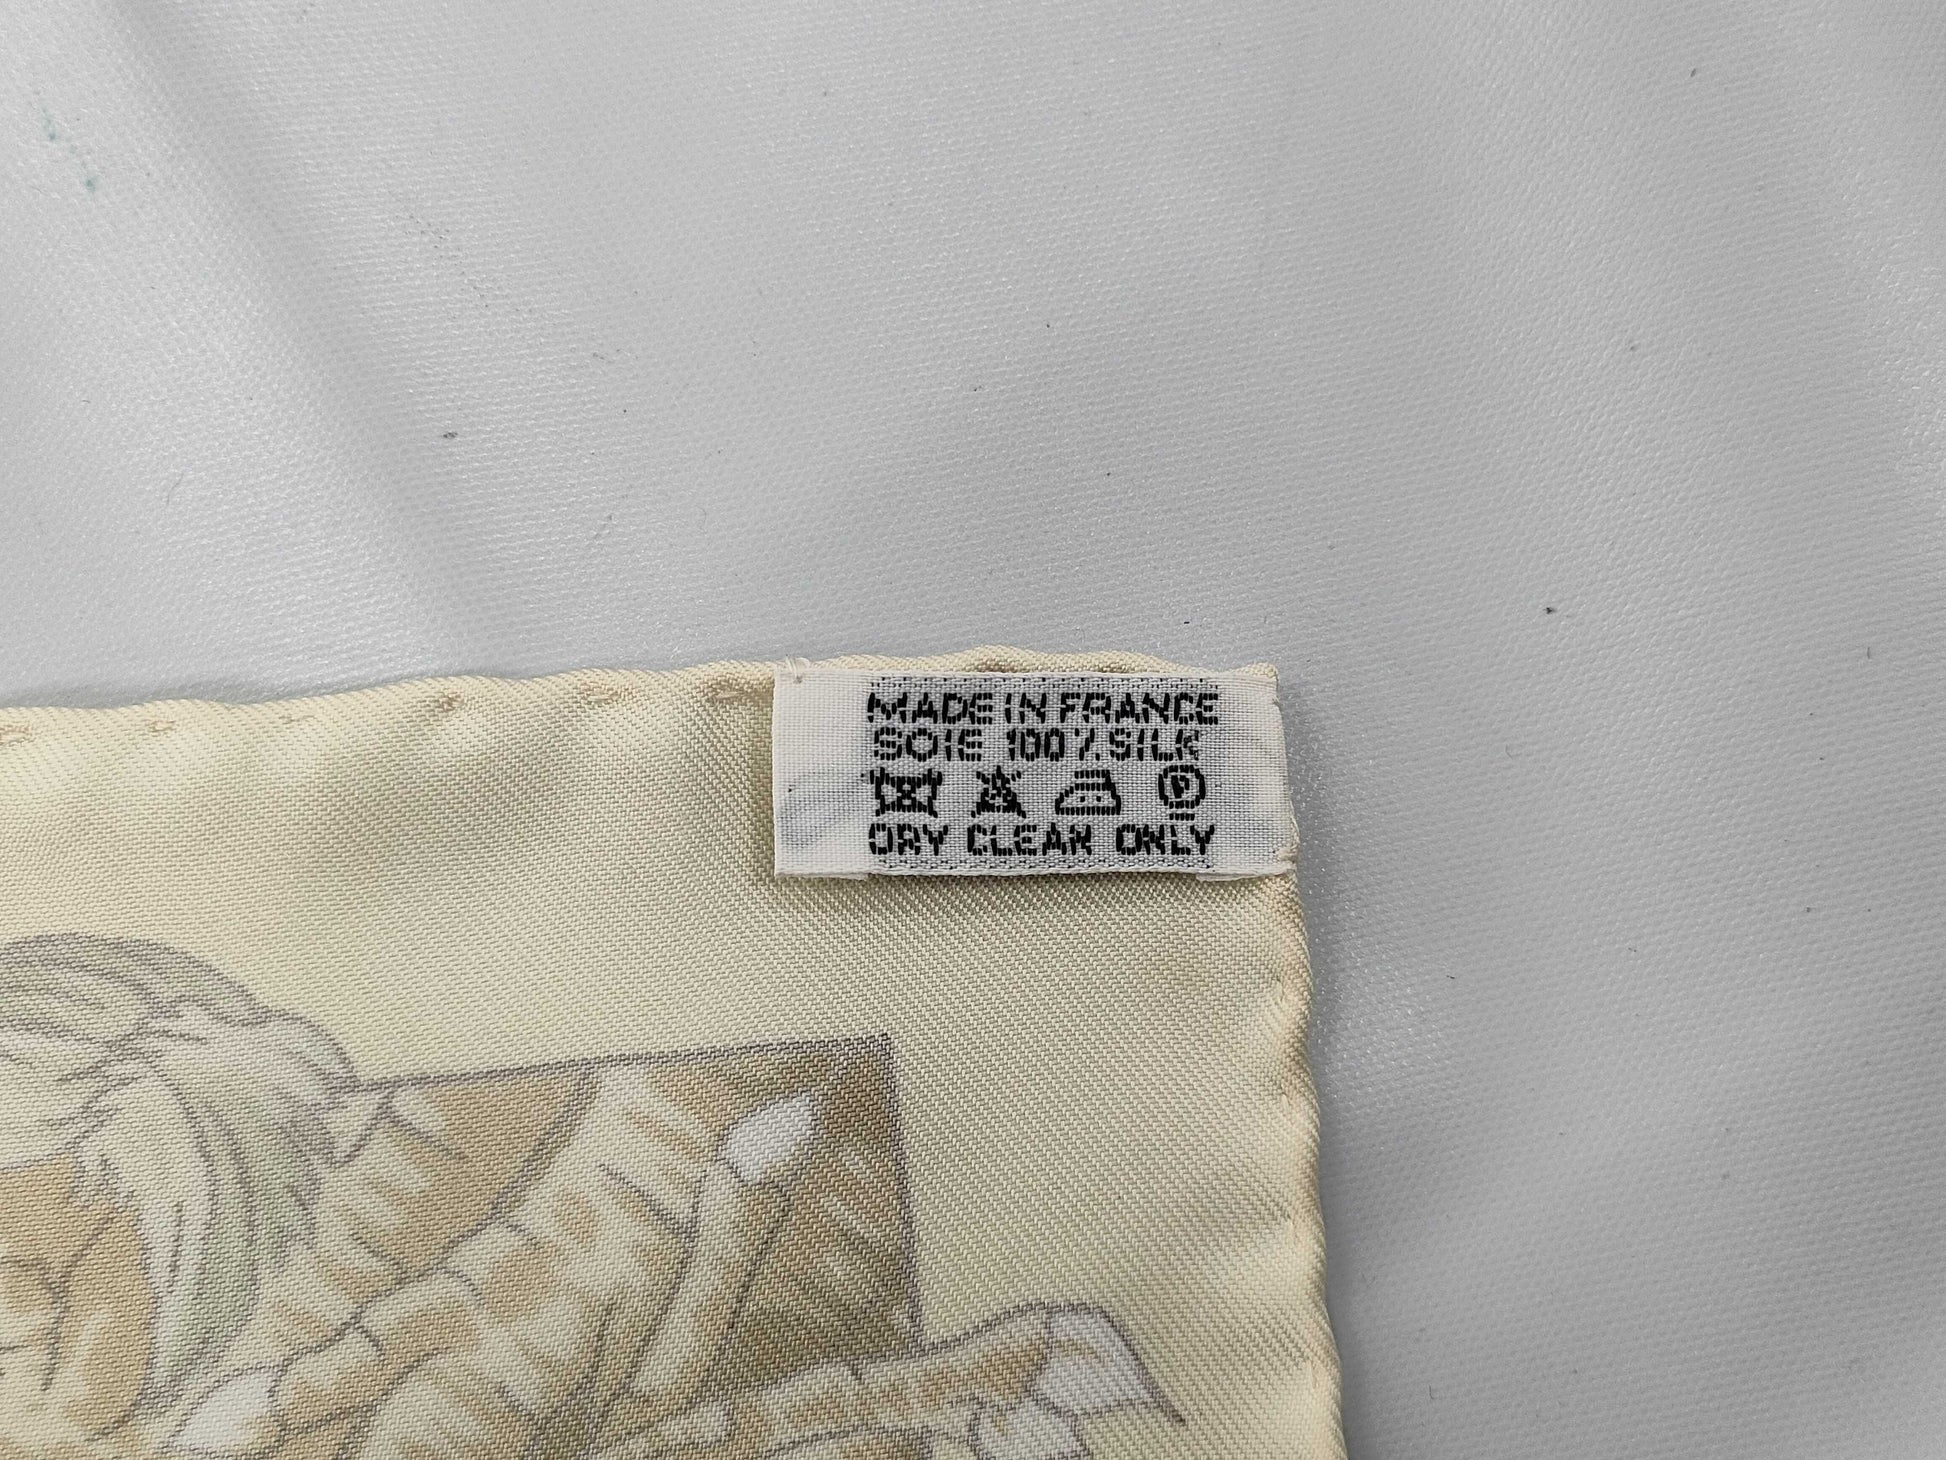 MADE IN FRANCE
SOIE 100% SILK
P
DRY CLEAN ONLY